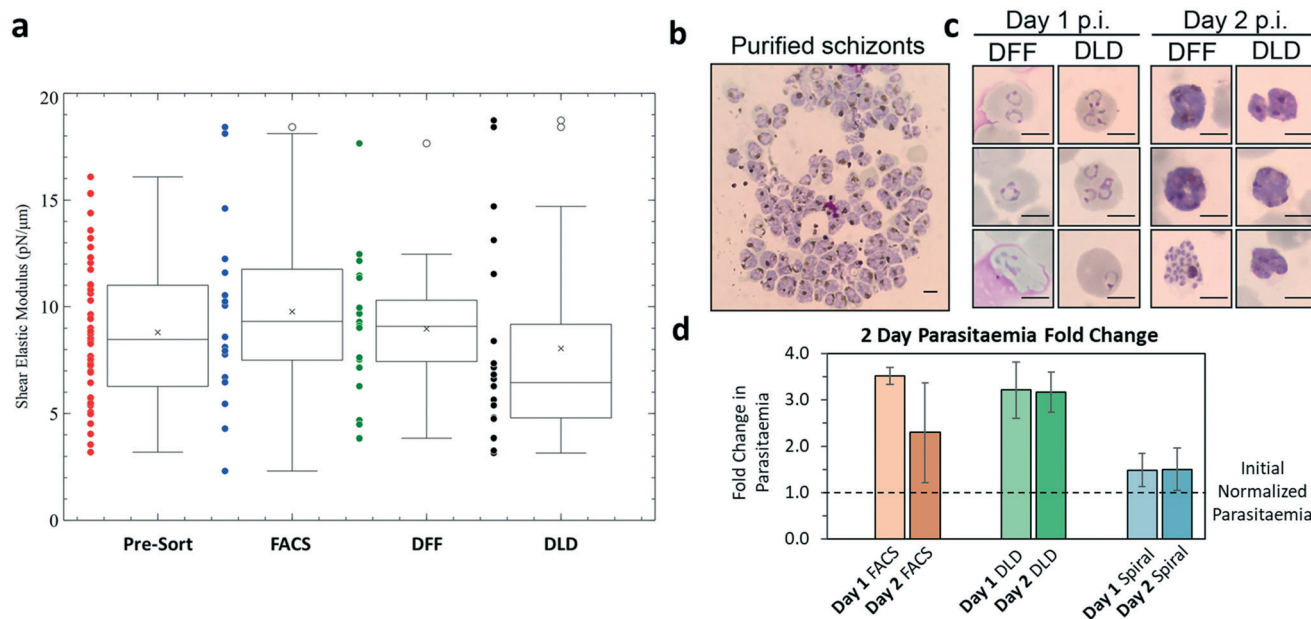 a
Shear Elastic Modulus (pN/μm)
20
15
10
5
0
Pre-Sort FACS DFF DLD
b
Purified schizonts
c
Day 1 p.i. Day 2 p.i.
DFF DLD DFF DLD
d
2 Day Parasitaemia Fold Change
Fold Change in
Parasitaemia
4.0
3.0
2.0
1.0
0.0
Initial
Normalized
Parasitaemia
Day 1 FACS
Day 2 FACS
Day 1 DLD
Day 2 DLD
Day 1 Spiral
Day 2 Spiral